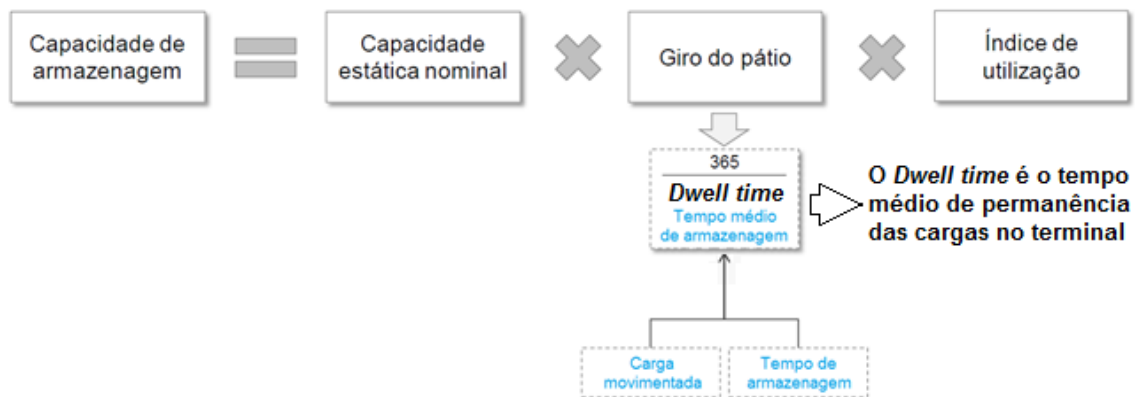 Capacidade de
armazenagem
Capacidade
estática nominal
Giro do pátio
Índice de
utilização
365
Dwell time
Tempo médio
de armazenagem
O Dwell time é o tempo
médio de permanência
das cargas no terminal
Carga
movimentada
Tempo de
armazenagem